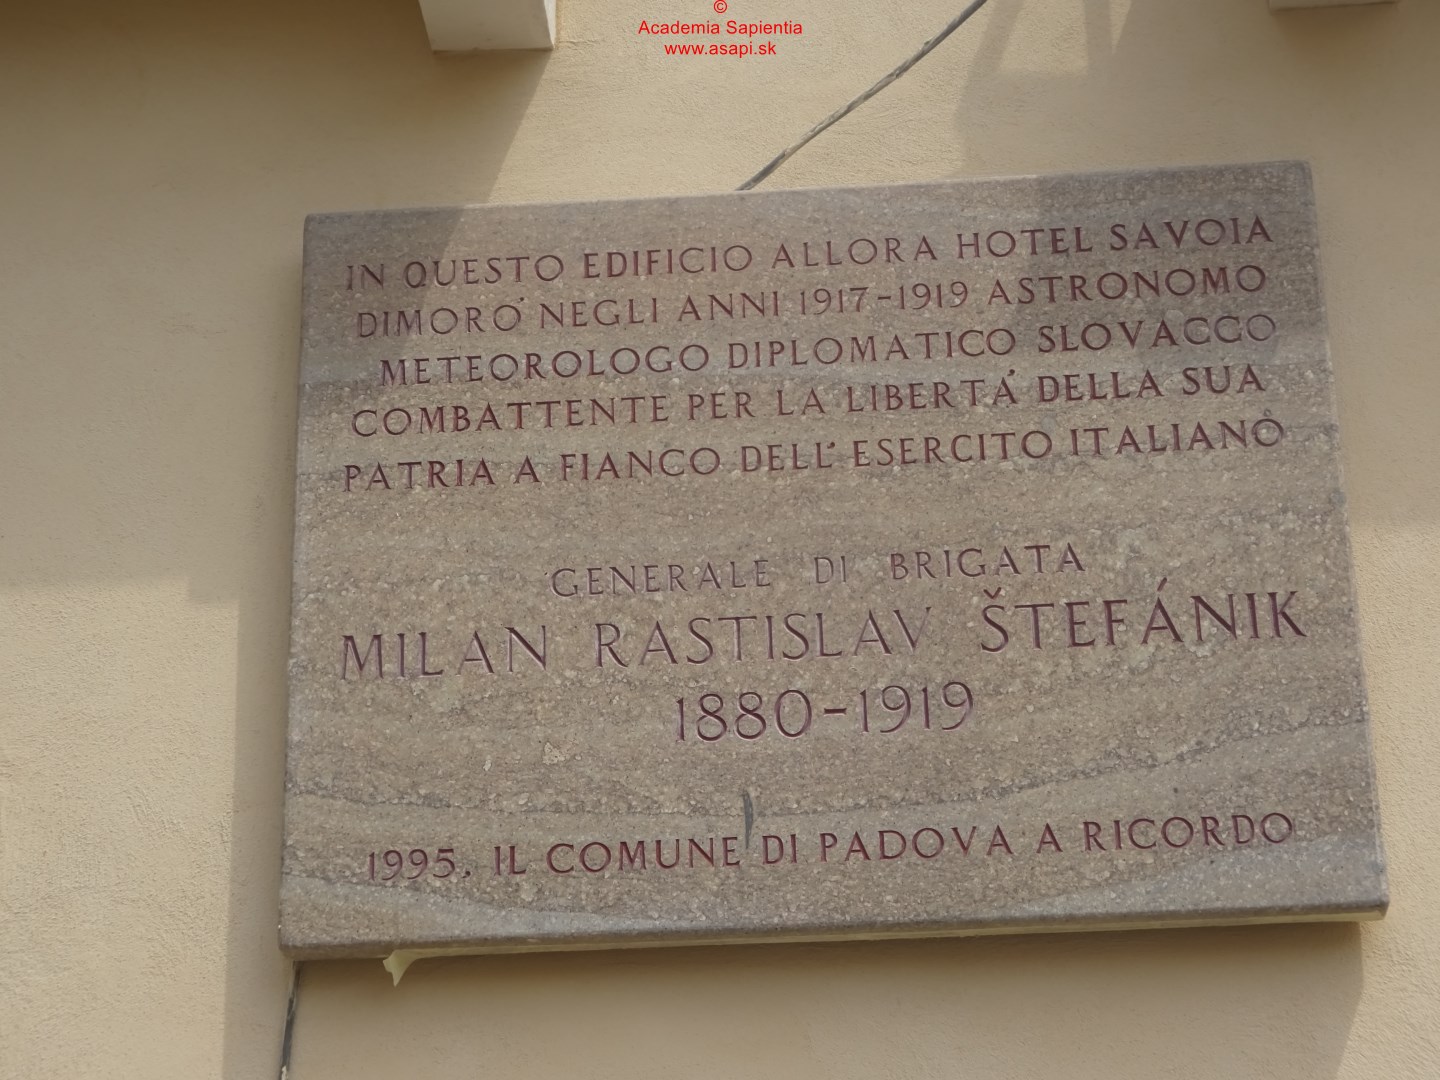 ©
Academia Sapientia
www.asapi.sk
IN QUESTO EDIFICIO ALLORA HOTEL SAVOIA
DIMORO' NEGLI ANNI 1917-1919 ASTRONOMO
METEOROLOGO DIPLOMATICO SLOVACCO
COMBATTENTE PER LA LIBERTA' DELLA SUA
PATRIA A FIANCO DELL'ESERCITO ITALIANO
GENERALE DI BRIGATA
MILAN RASTISLAV ŠTEFÁNIK
1880-1919
1995. IL COMUNE DI PADOVA A RICORDO